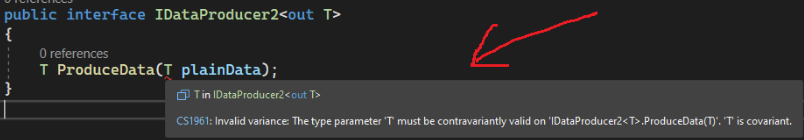 0 references
public interface IDataProducer2<out T>
{
0 references
T ProduceData(T plainData);
}
T in IDataProducer2<out T>
CS1961: Invalid variance: The type parameter 'T' must be contravariantly valid on 'IDataProducer2<T>.ProduceData(T)'. 'T' is covariant.